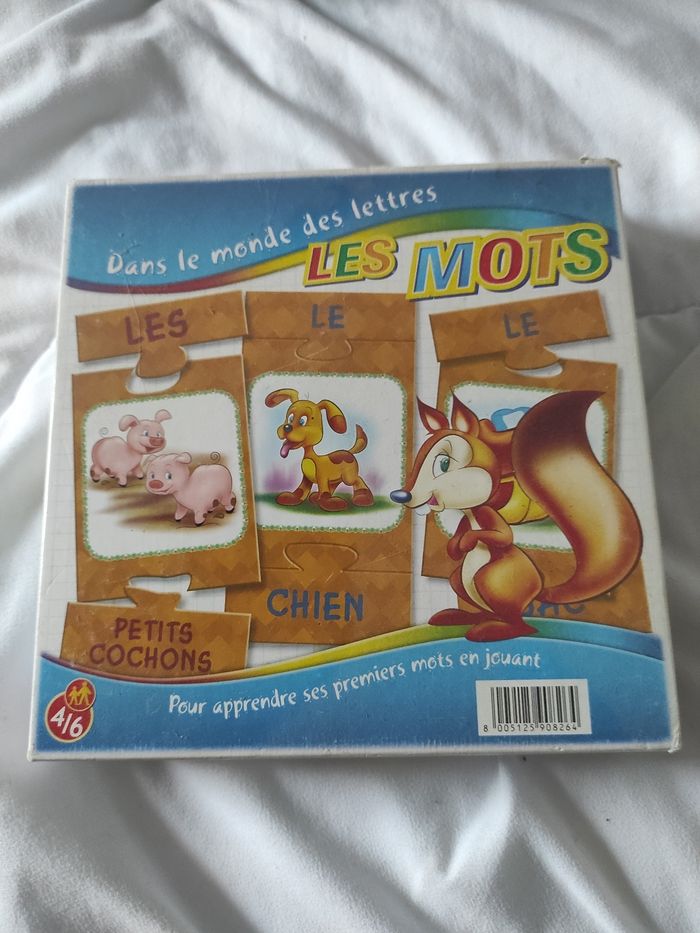 Dans le monde des lettres
LES MOTS
LES
LE
LE
CHIEN
PETITS
COCHONS
Pour apprendre ses premiers mots en jouant
4/6
8 005125 908264